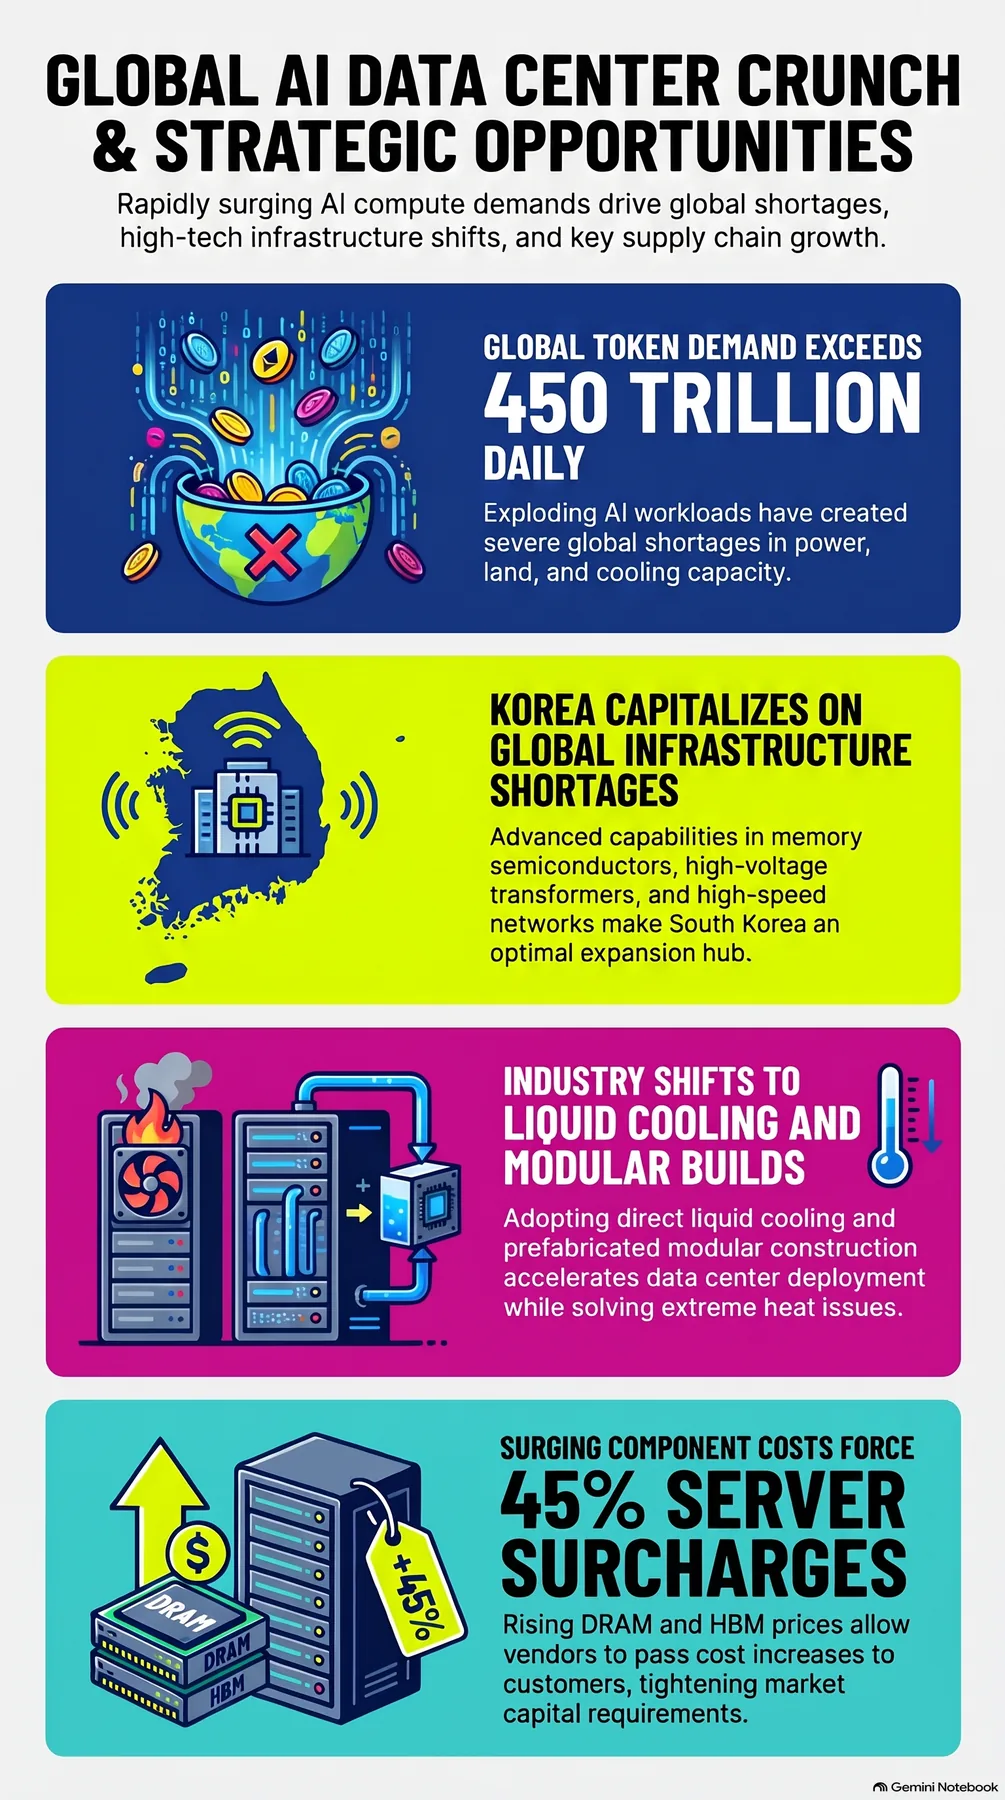 GLOBAL AI DATA CENTER CRUNCH
& STRATEGIC OPPORTUNITIES
Rapidly surging AI compute demands drive global shortages,
high-tech infrastructure shifts, and key supply chain growth.
GLOBAL TOKEN DEMAND EXCEEDS
450 TRILLION
DAILY
Exploding AI workloads have created
severe global shortages in power,
land, and cooling capacity.
KOREA CAPITALIZES ON
GLOBAL INFRASTRUCTURE
SHORTAGES
Advanced capabilities in memory
semiconductors, high-voltage
transformers, and high-speed
networks make South Korea an
optimal expansion hub.
INDUSTRY SHIFTS TO
LIQUID COOLING AND
MODULAR BUILDS
Adopting direct liquid cooling and
prefabricated modular construction
accelerates data center deployment
while solving extreme heat issues.
SURGING COMPONENT COSTS FORCE
45% SERVER
SURCHARGES
Rising DRAM and HBM prices allow
vendors to pass cost increases to
customers, tightening market
capital requirements.
$
+45%
DRAM
DRAM
HBM
Gemini Notebook